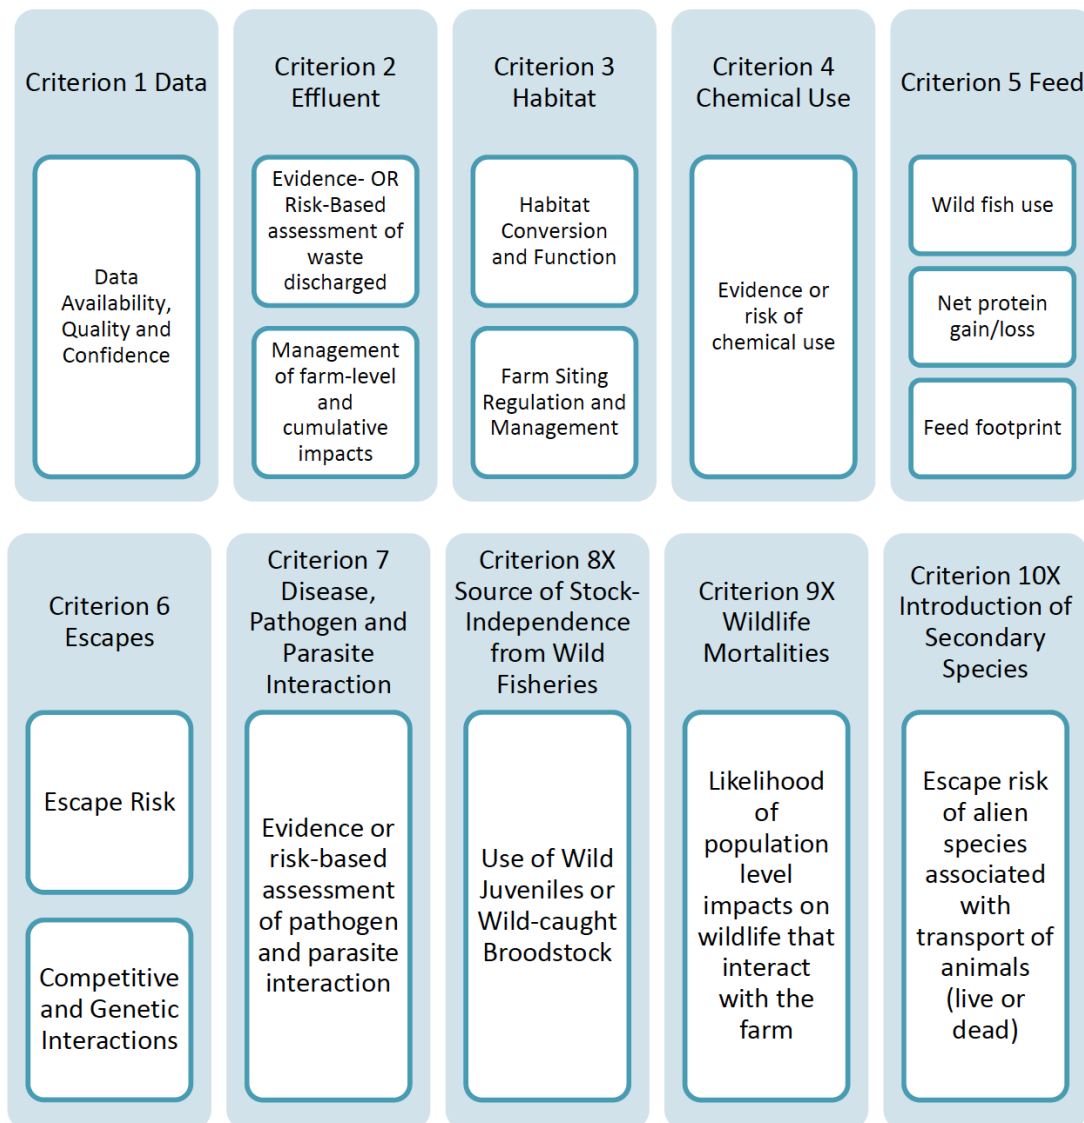 Criterion 1 Data
Data
Availability,
Quality and
Confidence
Criterion 2
Effluent
Evidence- OR
Risk-Based
assessment of
waste
discharged
Management
of farm-level
and
cumulative
impacts
Criterion 3
Habitat
Habitat
Conversion
and Function
Farm Siting
Regulation and
Management
Criterion 4
Chemical Use
Evidence or
risk of
chemical use
Criterion 5 Feed
Wild fish use
Net protein
gain/loss
Feed footprint
Criterion 6
Escapes
Escape Risk
Competitive
and Genetic
Interactions
Criterion 7
Disease,
Pathogen and
Parasite
Interaction
Evidence or
risk-based
assessment
of pathogen
and parasite
interaction
Criterion 8X
Source of Stock-
Independence
from Wild
Fisheries
Use of Wild
Juveniles or
Wild-caught
Broodstock
Criterion 9X
Wildlife
Mortalities
Likelihood
of
population
level
impacts on
wildlife that
interact
with the
farm
Criterion 10X
Introduction of
Secondary
Species
Escape risk
of alien
species
associated
with
transport of
animals
(live or
dead)